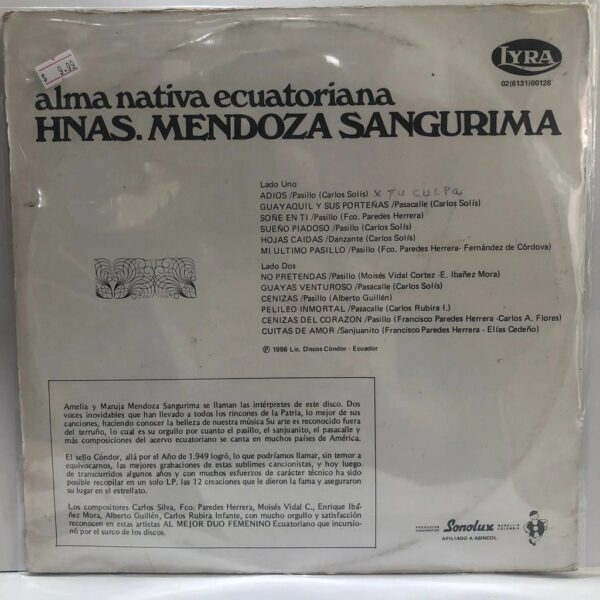 $ 9.99
LYRA
02(6131)00126
alma nativa ecuatoriana
HNAS. MENDOZA SANGURIMA
Lado Uno
ADIOS /Pasillo (Carlos Solís) x TU CULPA
GUAYAQUIL Y SUS PORTEÑAS /Pasacalle (Carlos Solís)
SOÑE EN TI /Pasillo (Fco. Paredes Herrera)
SUEÑO PIADOSO /Pasillo (Carlos Solís)
HOJAS CAIDAS /Danzante (Carlos Solís)
MI ULTIMO PASILLO /Pasillo (Fco. Paredes Herrera- Fernández de Córdova)
Lado Dos
NO PRETENDAS /Pasillo (Moisés Vidal Cortez -E. Ibañez Mora)
GUAYAS VENTUROSO /Pasacalle (Carlos Solís)
CENIZAS /Pasillo (Alberto Guillén)
PELILEO INMORTAL /Pasacalle (Carlos Rubira I.)
CENIZAS DEL CORAZON /Pasillo (Francisco Paredes Herrera -Carlos A. Flores)
CUITAS DE AMOR /Sanjuanito (Francisco Paredes Herrera - Elías Cedeño)
℗ 1986 Lic. Discos Cóndor - Ecuador
Amelia y Maruja Mendoza Sangurima se llaman las intérpretes de este disco. Dos
voces inovidables que han llevado a todos los rincones de la Patria, lo mejor de sus
canciones, haciendo conocer la belleza de nuestra música Su arte es reconocido fuera
del terruño, lo cual es su orgullo por cuanto el pasillo, el sanjuanito, el pasacalle y
más composiciones del acervo ecuatoriano se canta en muchos países de América.
El sello Cóndor, allá por el Año de 1.949 logró, lo que podríamos llamar, sin temor a
equivocarnos, las mejores grabaciones de estas sublimes cancionistas, y hoy luego
de transcurridos algunos años y con muchos esfuerzos de carácter técnico ha sido
posible recopilar en un solo LP. las 12 creaciones que le dieron la fama y aseguraron
su lugar en el estrellato.
Los compositores Carlos Silva, Fco. Paredes Herrera, Moisés Vidal C., Enrique Ibá-
ñez Mora, Alberto Guillén, Carlos Rubira Infante, con mucho orgullo y satisfacción
reconocen en estas artistas AL MEJOR DUO FEMENINO Ecuatoriano que incursio-
nó por el surco de los discos.
PRODUCTOR FONOGRAFICO Sonolux MEDELLIN COLOMBIA
AFILIADO A ASINCOL